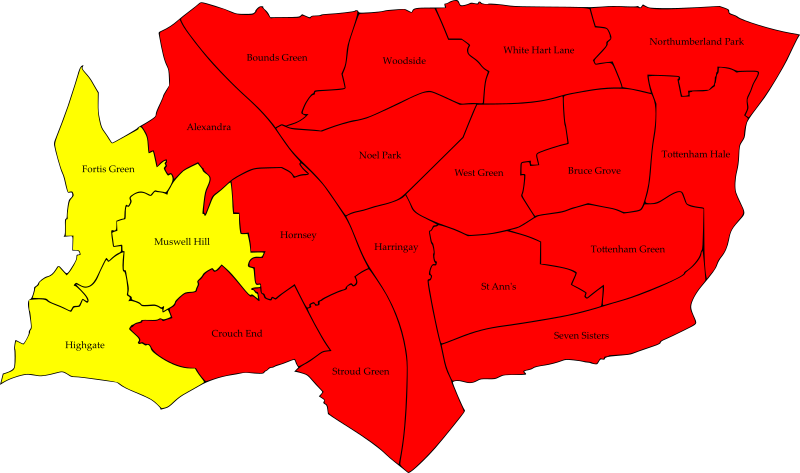 Northumberland Park
White Hart Lane
Bounds Green
Woodside
Alexandra
Noel Park
Tottenham Hale
Fortis Green
West Green
Bruce Grove
Hornsey
Muswell Hill
Harringay
Tottenham Green
St Ann's
Crouch End
Seven Sisters
Highgate
Stroud Green